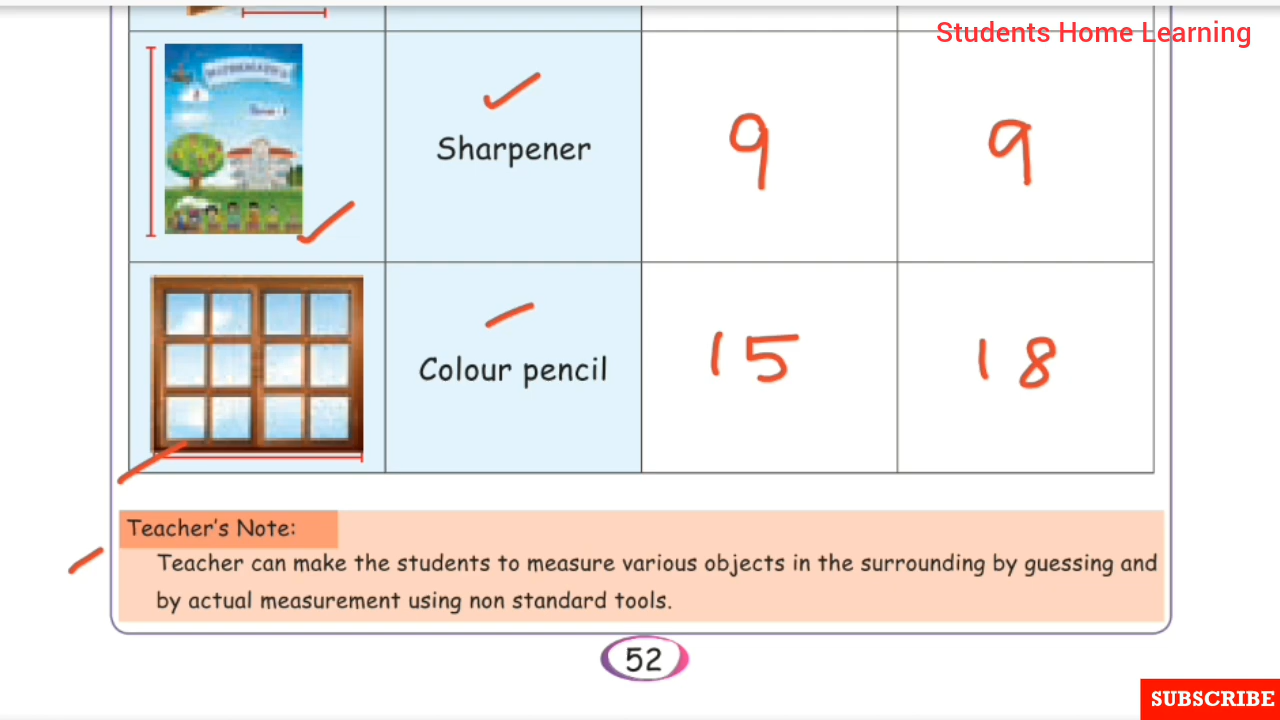 Students Home Learning
MATHEMATICS
Sharpener
9
9
Colour pencil
15
18
Teacher's Note:
Teacher can make the students to measure various objects in the surrounding by guessing and
by actual measurement using non standard tools.
52
SUBSCRIBE